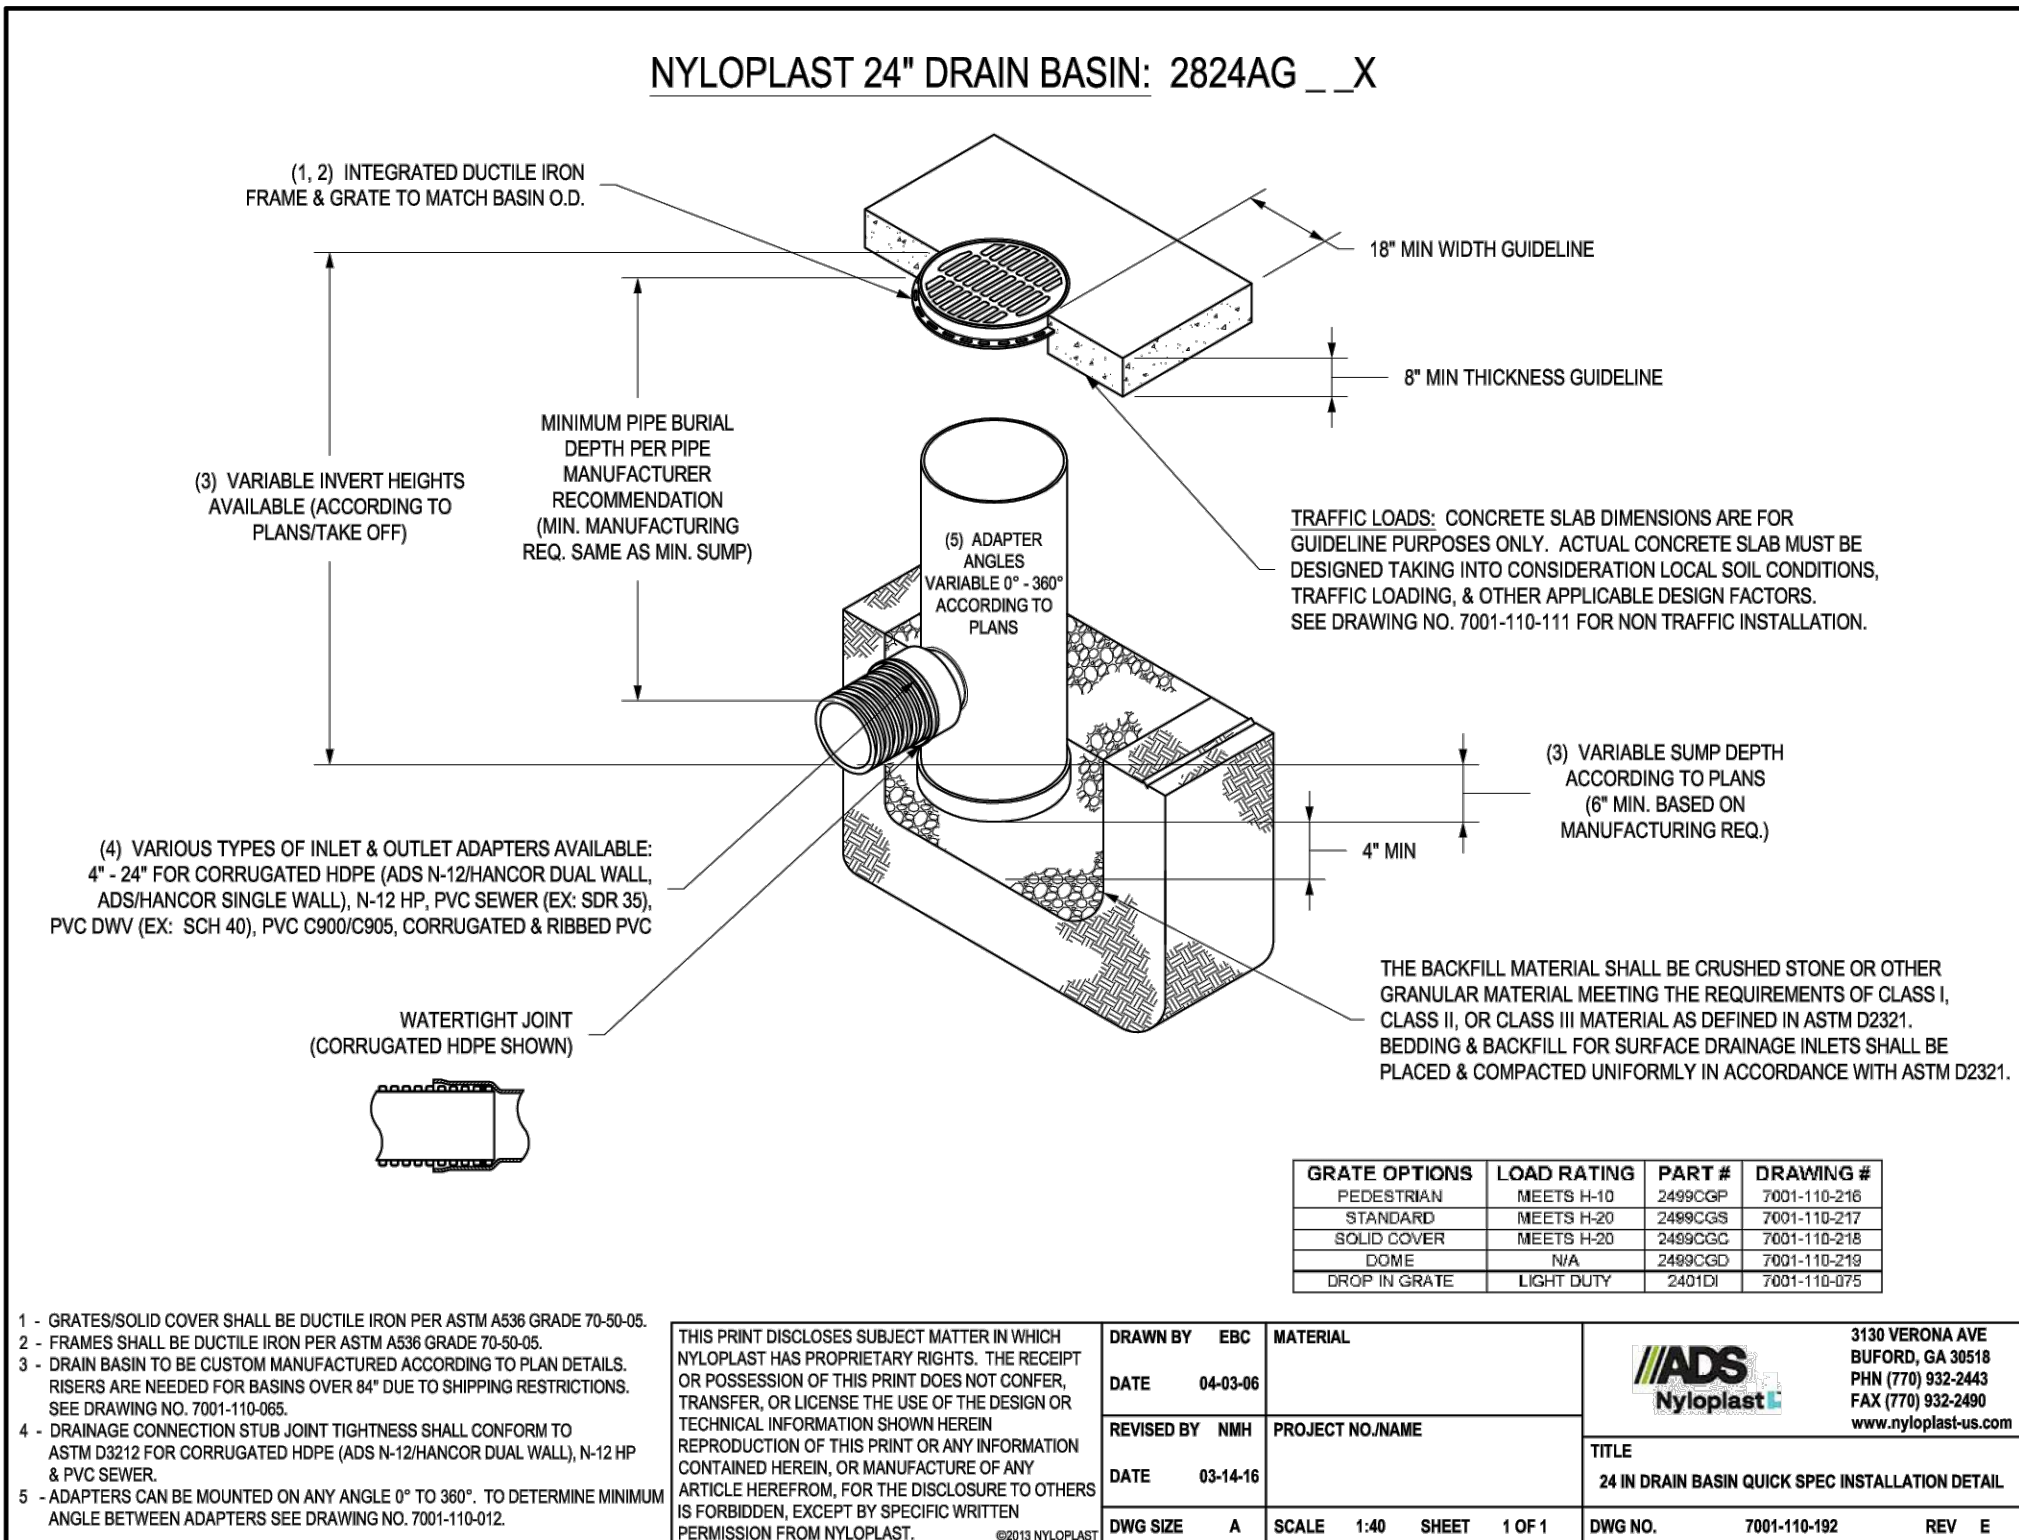 NYLOPLAST 24" DRAIN BASIN: 2824AG _ _X
(1, 2) INTEGRATED DUCTILE IRON
FRAME & GRATE TO MATCH BASIN O.D.
18" MIN WIDTH GUIDELINE
8" MIN THICKNESS GUIDELINE
MINIMUM PIPE BURIAL
DEPTH PER PIPE
MANUFACTURER
RECOMMENDATION
(MIN. MANUFACTURING
REQ. SAME AS MIN. SUMP)
(3) VARIABLE INVERT HEIGHTS
AVAILABLE (ACCORDING TO
PLANS/TAKE OFF)
(5) ADAPTER
ANGLES
VARIABLE 0° - 360°
ACCORDING TO
PLANS
TRAFFIC LOADS: CONCRETE SLAB DIMENSIONS ARE FOR
GUIDELINE PURPOSES ONLY. ACTUAL CONCRETE SLAB MUST BE
DESIGNED TAKING INTO CONSIDERATION LOCAL SOIL CONDITIONS,
TRAFFIC LOADING, & OTHER APPLICABLE DESIGN FACTORS.
SEE DRAWING NO. 7001-110-111 FOR NON TRAFFIC INSTALLATION.
(3) VARIABLE SUMP DEPTH
ACCORDING TO PLANS
(6" MIN. BASED ON
MANUFACTURING REQ.)
4" MIN
(4) VARIOUS TYPES OF INLET & OUTLET ADAPTERS AVAILABLE:
4" - 24" FOR CORRUGATED HDPE (ADS N-12/HANCOR DUAL WALL,
ADS/HANCOR SINGLE WALL), N-12 HP, PVC SEWER (EX: SDR 35),
PVC DWV (EX: SCH 40), PVC C900/C905, CORRUGATED & RIBBED PVC
WATERTIGHT JOINT
(CORRUGATED HDPE SHOWN)
THE BACKFILL MATERIAL SHALL BE CRUSHED STONE OR OTHER
GRANULAR MATERIAL MEETING THE REQUIREMENTS OF CLASS I,
CLASS II, OR CLASS III MATERIAL AS DEFINED IN ASTM D2321.
BEDDING & BACKFILL FOR SURFACE DRAINAGE INLETS SHALL BE
PLACED & COMPACTED UNIFORMLY IN ACCORDANCE WITH ASTM D2321.
GRATE OPTIONS LOAD RATING PART # DRAWING #
PEDESTRIAN MEETS H-10 2499CGP 7001-110-216
STANDARD MEETS H-20 2499CGS 7001-110-217
SOLID COVER MEETS H-20 2499CGC 7001-110-218
DOME N/A 2499CGD 7001-110-219
DROP IN GRATE LIGHT DUTY 2401DI 7001-110-075
1 - GRATES/SOLID COVER SHALL BE DUCTILE IRON PER ASTM A536 GRADE 70-50-05.
2 - FRAMES SHALL BE DUCTILE IRON PER ASTM A536 GRADE 70-50-05.
3 - DRAIN BASIN TO BE CUSTOM MANUFACTURED ACCORDING TO PLAN DETAILS.
RISERS ARE NEEDED FOR BASINS OVER 84" DUE TO SHIPPING RESTRICTIONS.
SEE DRAWING NO. 7001-110-065.
4 - DRAINAGE CONNECTION STUB JOINT TIGHTNESS SHALL CONFORM TO
ASTM D3212 FOR CORRUGATED HDPE (ADS N-12/HANCOR DUAL WALL), N-12 HP
& PVC SEWER.
5 - ADAPTERS CAN BE MOUNTED ON ANY ANGLE 0° TO 360°. TO DETERMINE MINIMUM
ANGLE BETWEEN ADAPTERS SEE DRAWING NO. 7001-110-012.
THIS PRINT DISCLOSES SUBJECT MATTER IN WHICH
NYLOPLAST HAS PROPRIETARY RIGHTS. THE RECEIPT
OR POSSESSION OF THIS PRINT DOES NOT CONFER,
TRANSFER, OR LICENSE THE USE OF THE DESIGN OR
TECHNICAL INFORMATION SHOWN HEREIN
REPRODUCTION OF THIS PRINT OR ANY INFORMATION
CONTAINED HEREIN, OR MANUFACTURE OF ANY
ARTICLE HEREFROM, FOR THE DISCLOSURE TO OTHERS
IS FORBIDDEN, EXCEPT BY SPECIFIC WRITTEN
PERMISSION FROM NYLOPLAST. ©2013 NYLOPLAST
DRAWN BY EBC
DATE 04-03-06
REVISED BY NMH
DATE 03-14-16
DWG SIZE A
MATERIAL
PROJECT NO./NAME
SCALE 1:40 SHEET 1 OF 1
ADS
Nyloplast
3130 VERONA AVE
BUFORD, GA 30518
PHN (770) 932-2443
FAX (770) 932-2490
www.nyloplast-us.com
TITLE
24 IN DRAIN BASIN QUICK SPEC INSTALLATION DETAIL
DWG NO. 7001-110-192 REV E